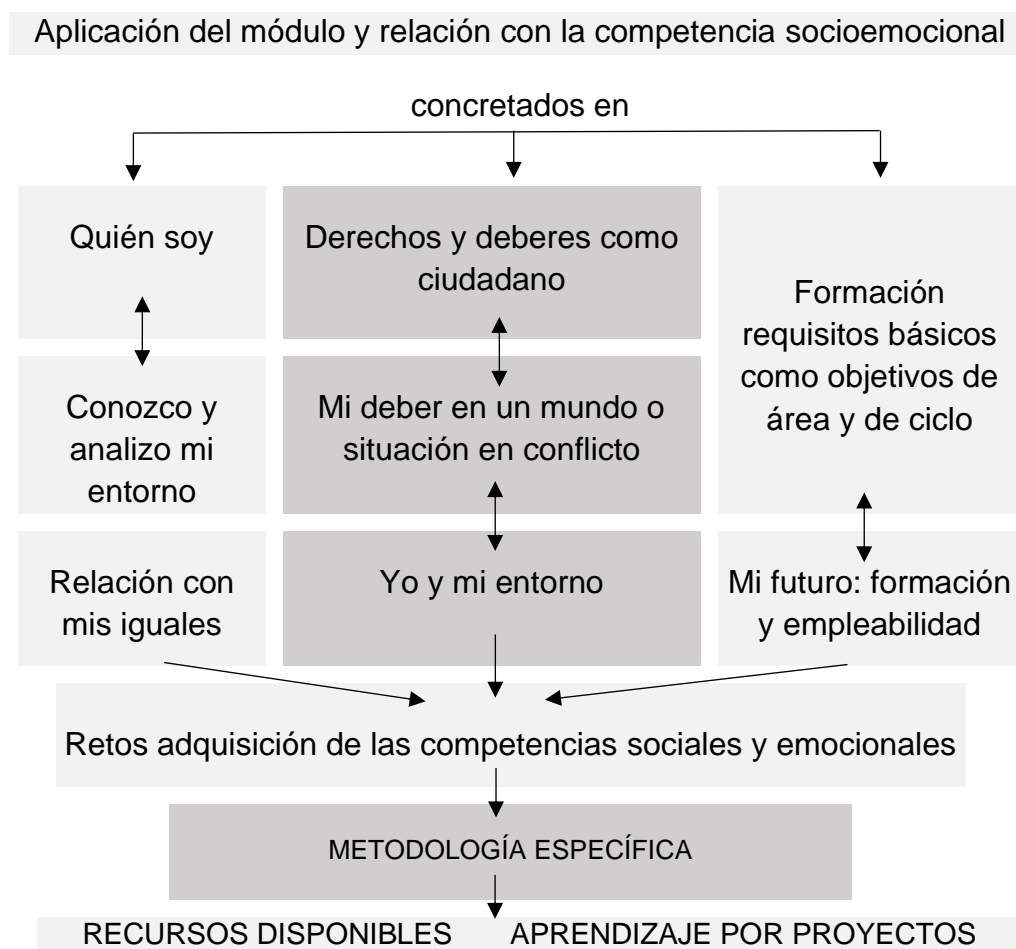 Aplicación del módulo y relación con la competencia socioemocional
concretados en
Quién soy
Conozco y
analizo mi
entorno
Relación con
mis iguales
Derechos y deberes como
ciudadano
Mi deber en un mundo o
situación en conflicto
Yo y mi entorno
Formación
requisitos básicos
como objetivos de
área y de ciclo
Mi futuro: formación
y empleabilidad
Retos adquisición de las competencias sociales y emocionales
METODOLOGÍA ESPECÍFICA
RECURSOS DISPONIBLES APRENDIZAJE POR PROYECTOS